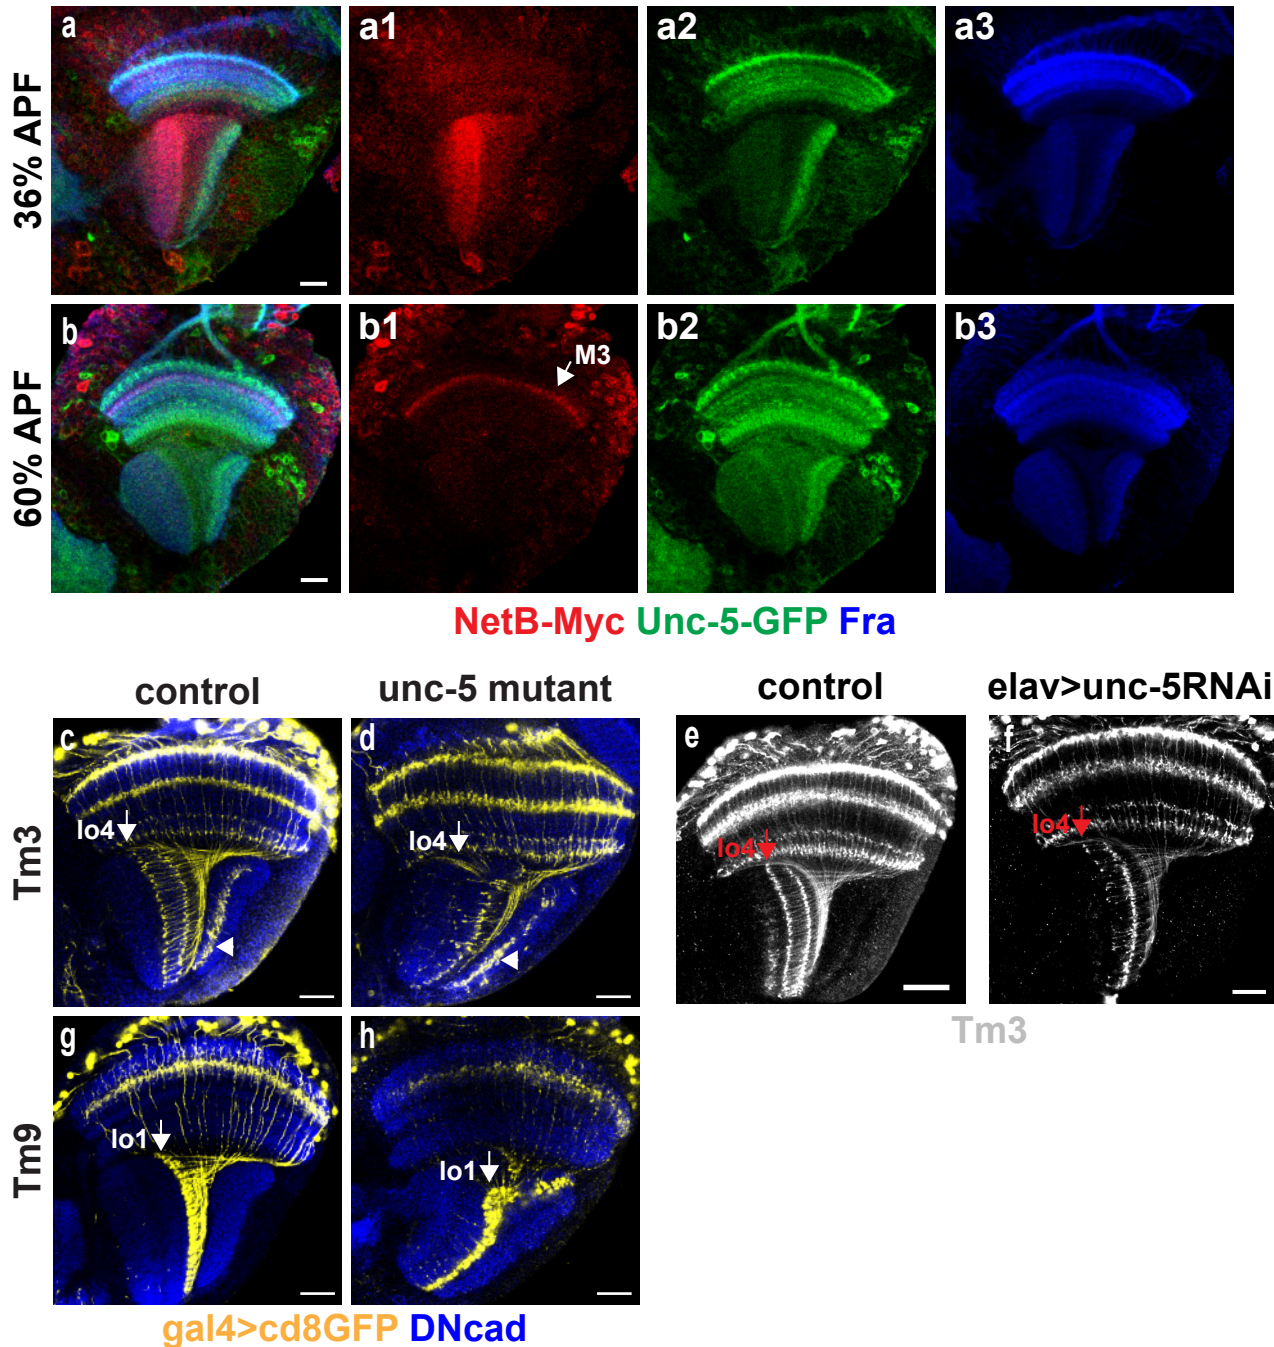 36% APF
a
a1
a2
a3
60% APF
b
b1
M3
b2
b3
NetB-Myc Unc-5-GFP Fra
control
unc-5 mutant
control
elav>unc-5RNAi
Tm3
c
lo4
d
lo4
e
lo4
f
lo4
Tm3
Tm9
g
lo1
h
lo1
gal4>cd8GFP DNcad